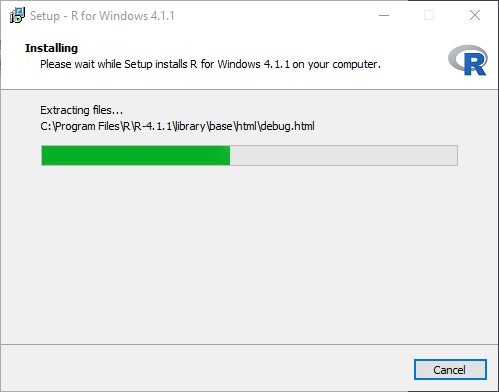 Setup - R for Windows 4.1.1
Installing
Please wait while Setup installs R for Windows 4.1.1 on your computer.
R
Extracting files...
C:\Program Files\R\R-4.1.1\library\base\html\debug.html
Cancel